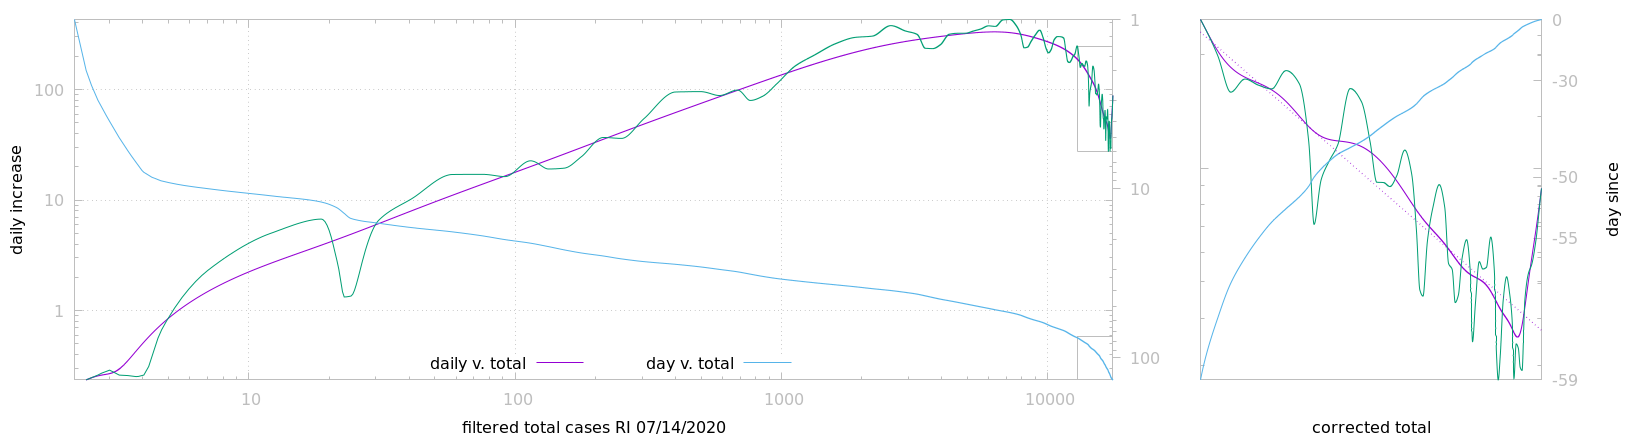 daily increase
100
10
1
10
100
1000
10000
1
10
100
daily v. total
day v. total
filtered total cases RI 07/14/2020
0
-30
-50
-55
-59
day since
corrected total